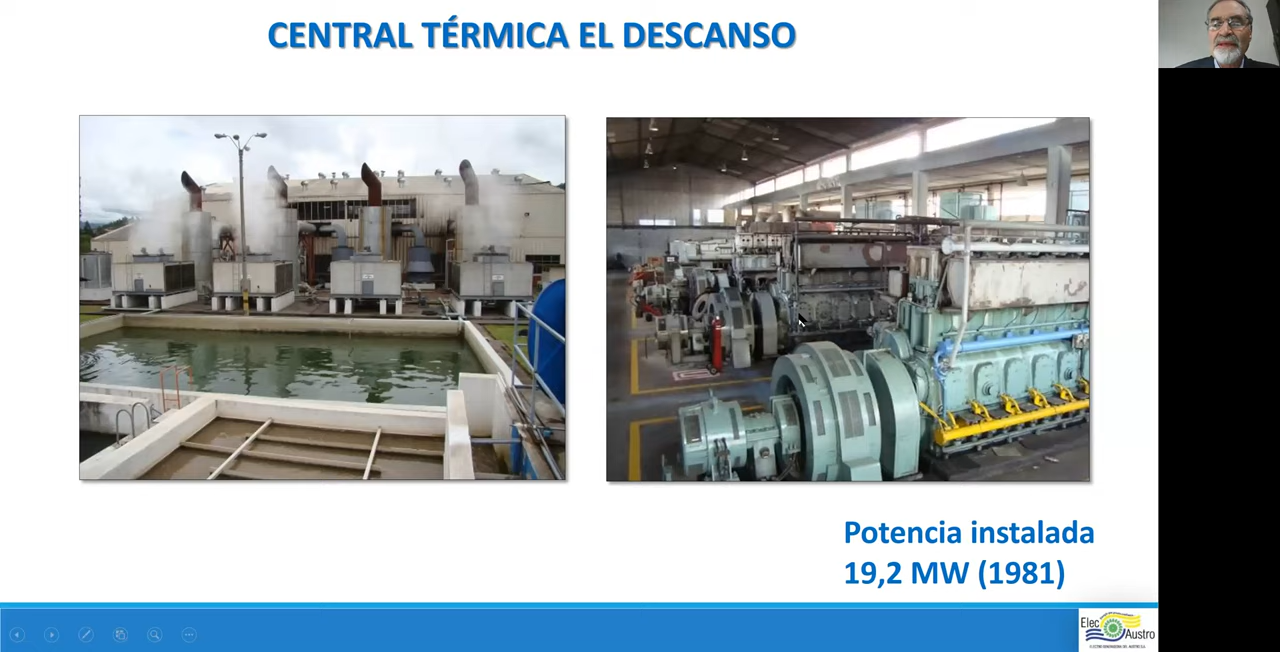 CENTRAL TÉRMICA EL DESCANSO
Potencia instalada
19,2 MW (1981)
Elec
Austro